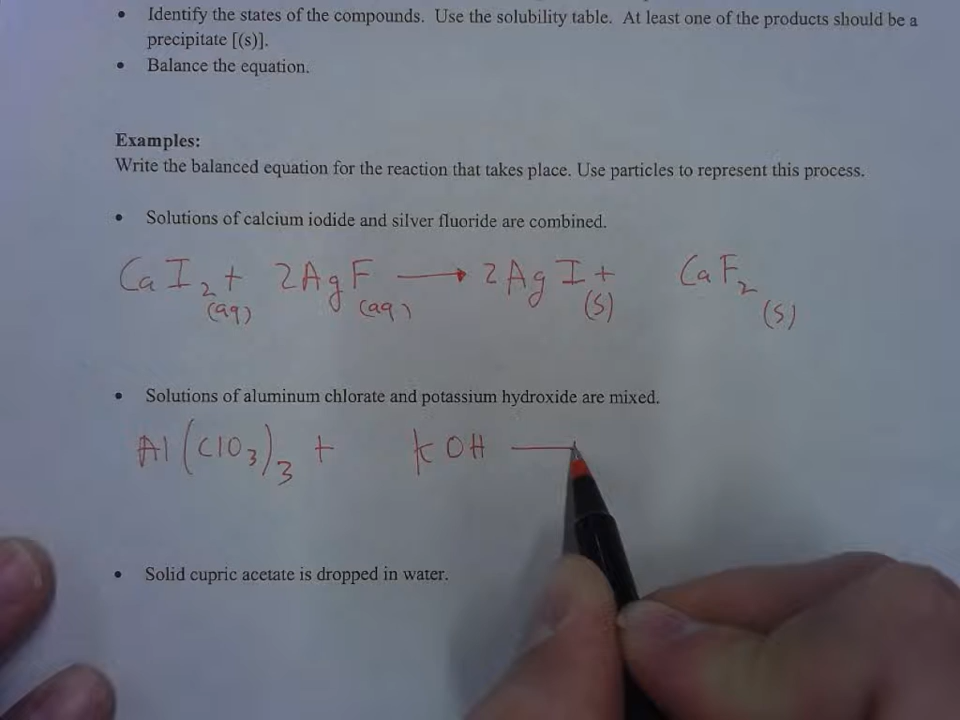 • Identify the states of the compounds. Use the solubility table. At least one of the products should be a
precipitate [(s)].
• Balance the equation.
Examples:
Write the balanced equation for the reaction that takes place. Use particles to represent this process.
• Solutions of calcium iodide and silver fluoride are combined.
CaI₂ (aq) + 2AgF (aq) → 2AgI (s) + CaF₂ (s)
• Solutions of aluminum chlorate and potassium hydroxide are mixed.
Al(ClO₃)₃ + KOH —
• Solid cupric acetate is dropped in water.